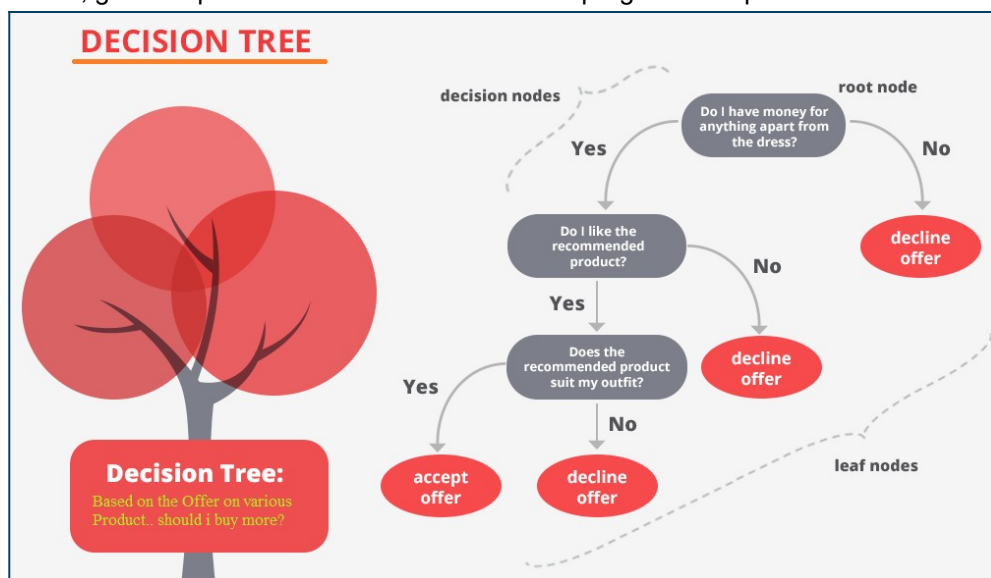 DECISION TREE
decision nodes
root node
Do I have money for
anything apart from
the dress?
Yes
No
decline
offer
Do I like the
recommended
product?
Yes
No
decline
offer
Does the
recommended product
suit my outfit?
Yes
No
accept
offer
decline
offer
leaf nodes
Decision Tree:
Based on the Offer on various
Product.. should i buy more?